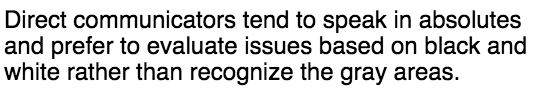 Direct communicators tend to speak in absolutes
and prefer to evaluate issues based on black and
white rather than recognize the gray areas.